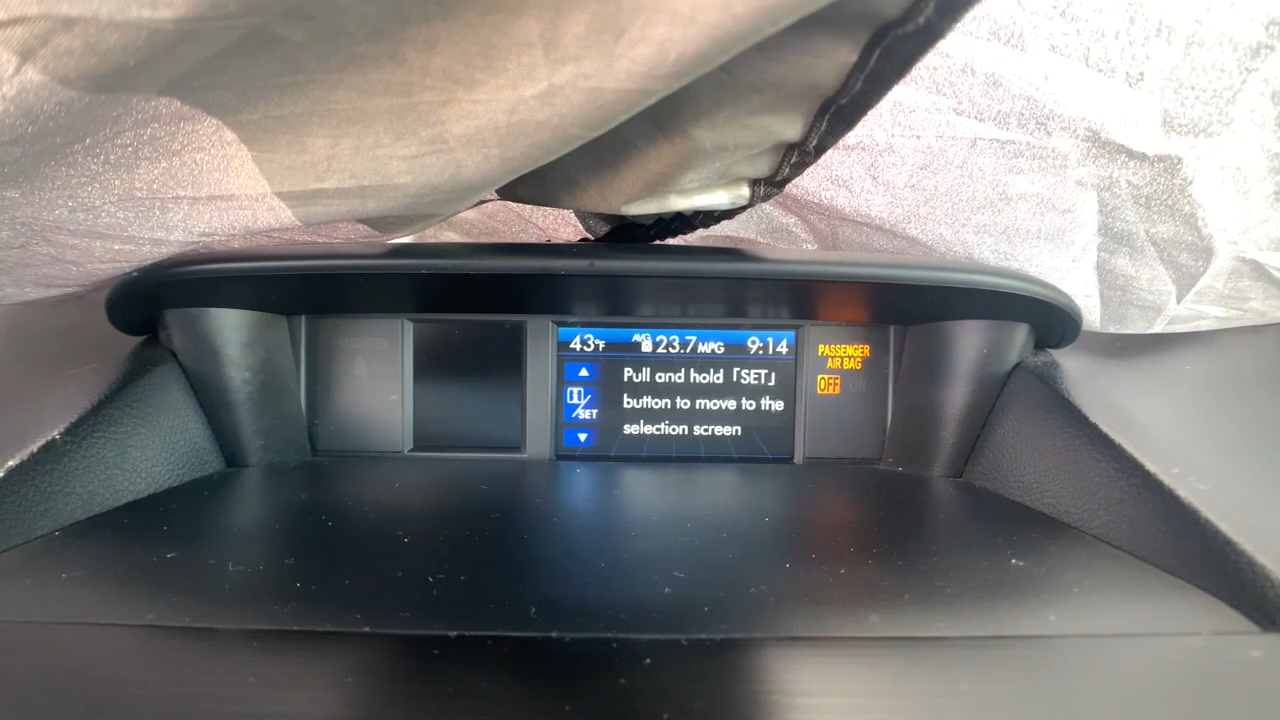 43°F AVG 23.7 MPG 9:14
Pull and hold「SET」
button to move to the
selection screen
i/SET
PASSENGER
AIR BAG
OFF ON